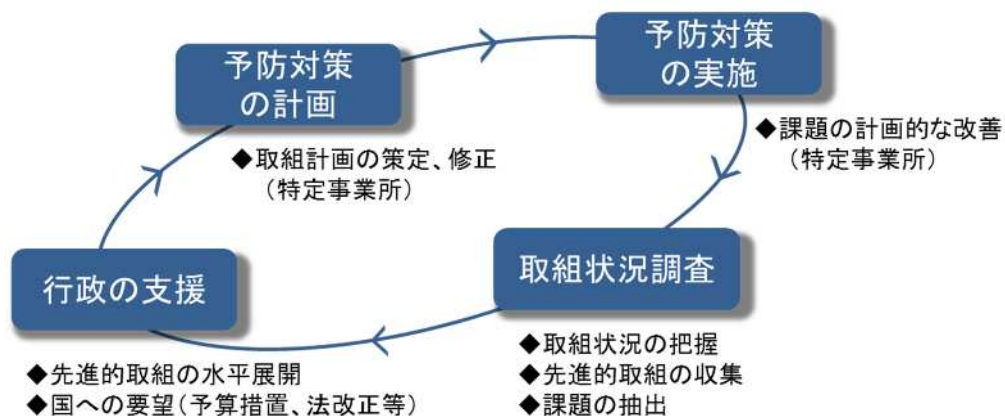 予防対策
の計画
◆取組計画の策定、修正
（特定事業所）
予防対策
の実施
◆課題の計画的な改善
（特定事業所）
取組状況調査
◆取組状況の把握
◆先進的取組の収集
◆課題の抽出
行政の支援
◆先進的取組の水平展開
◆国への要望（予算措置、法改正等）